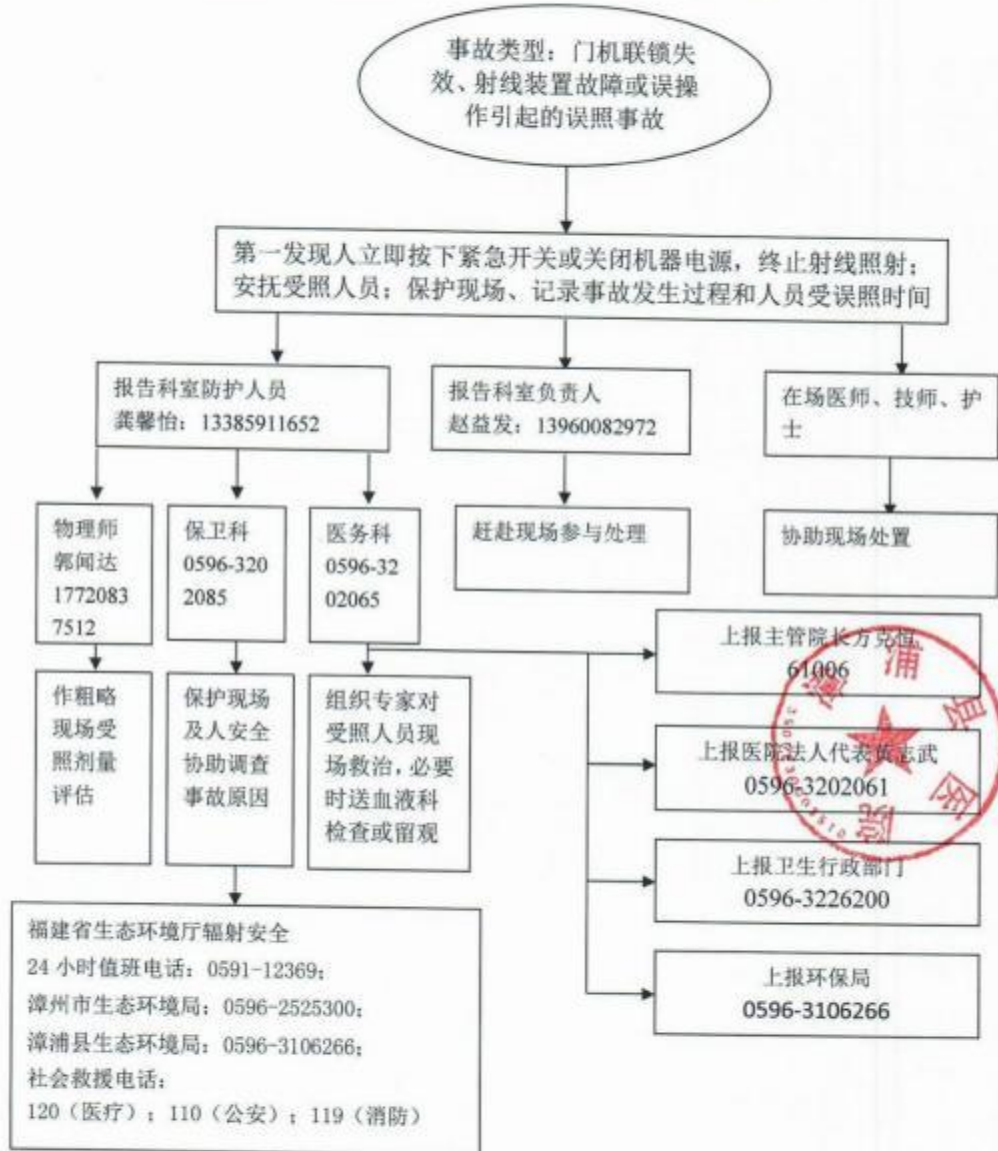 事故类型：门机联锁失
效、射线装置故障或误操
作引起的误照事故
第一发现人立即按下紧急开关或关闭机器电源，终止射线照射；
安抚受照人员；保护现场、记录事故发生过程和人员受误照时间
报告科室防护人员
龚馨怡：13385911652
报告科室负责人
赵益发：13960082972
在场医师、技师、护
士
物理师
郭闻达
1772083
7512
保卫科
0596-320
2085
医务科
0596-32
02065
赶赴现场参与处理
协助现场处置
作粗略
现场受
照剂量
评估
保护现场
及人安全
协助调查
事故原因
组织专家对
受照人员现
场救治，必要
时送血液科
检查或留观
上报主管院长方克恒
61006
上报医院法人代表黄志武
0596-3202061
上报卫生行政部门
0596-3226200
上报环保局
0596-3106266
漳浦县医院
福建省生态环境厅辐射安全
24 小时值班电话：0591-12369；
漳州市生态环境局：0596-2525300；
漳浦县生态环境局：0596-3106266；
社会救援电话：
120（医疗）；110（公安）；119（消防）